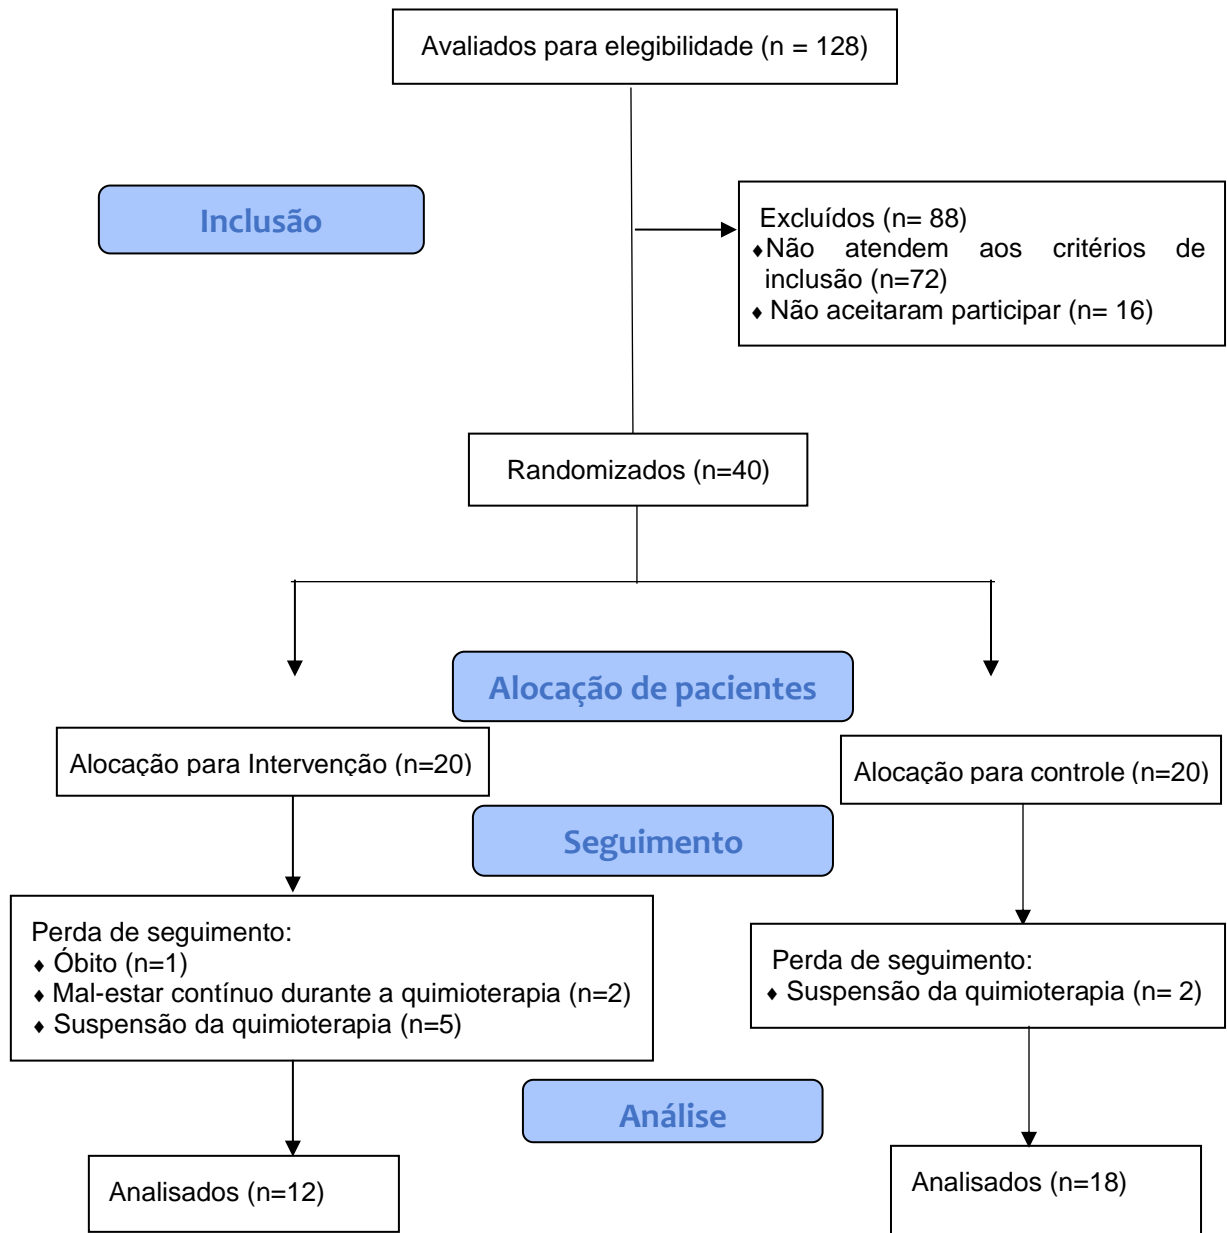 Avaliados para elegibilidade (n = 128)
Inclusão
Excluídos (n= 88)
♦Não atendem aos critérios de
inclusão (n=72)
♦ Não aceitaram participar (n= 16)
Randomizados (n=40)
Alocação de pacientes
Alocação para Intervenção (n=20)
Alocação para controle (n=20)
Seguimento
Perda de seguimento:
♦ Óbito (n=1)
♦ Mal-estar contínuo durante a quimioterapia (n=2)
♦ Suspensão da quimioterapia (n=5)
Perda de seguimento:
♦ Suspensão da quimioterapia (n= 2)
Análise
Analisados (n=12)
Analisados (n=18)